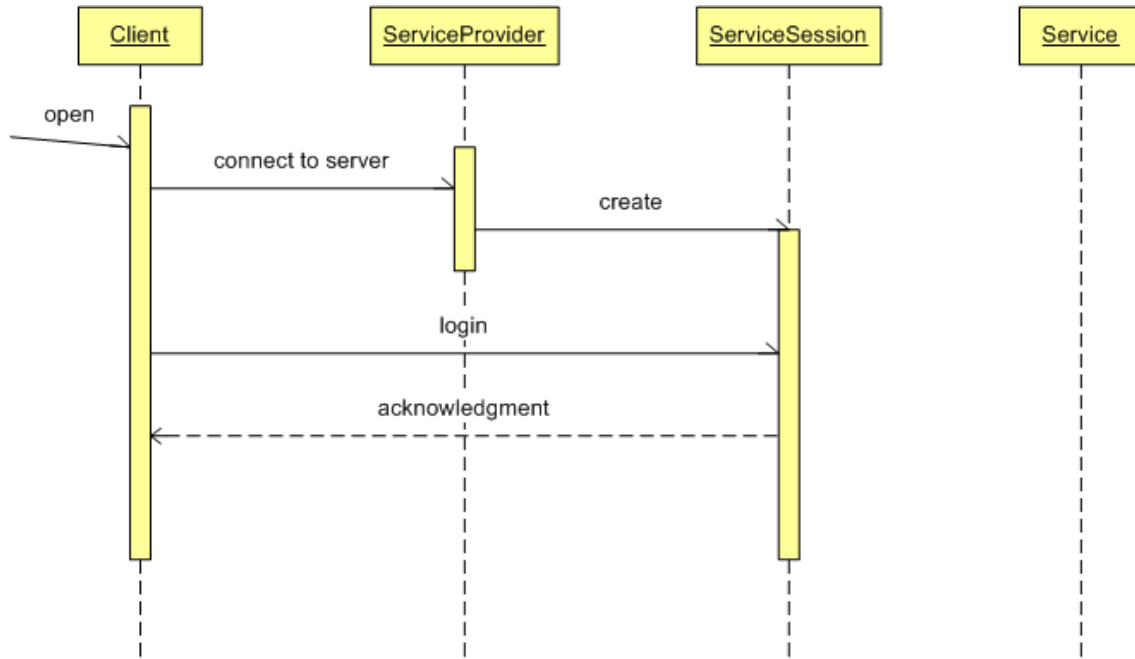 Client
ServiceProvider
ServiceSession
Service
open
connect to server
create
login
acknowledgment